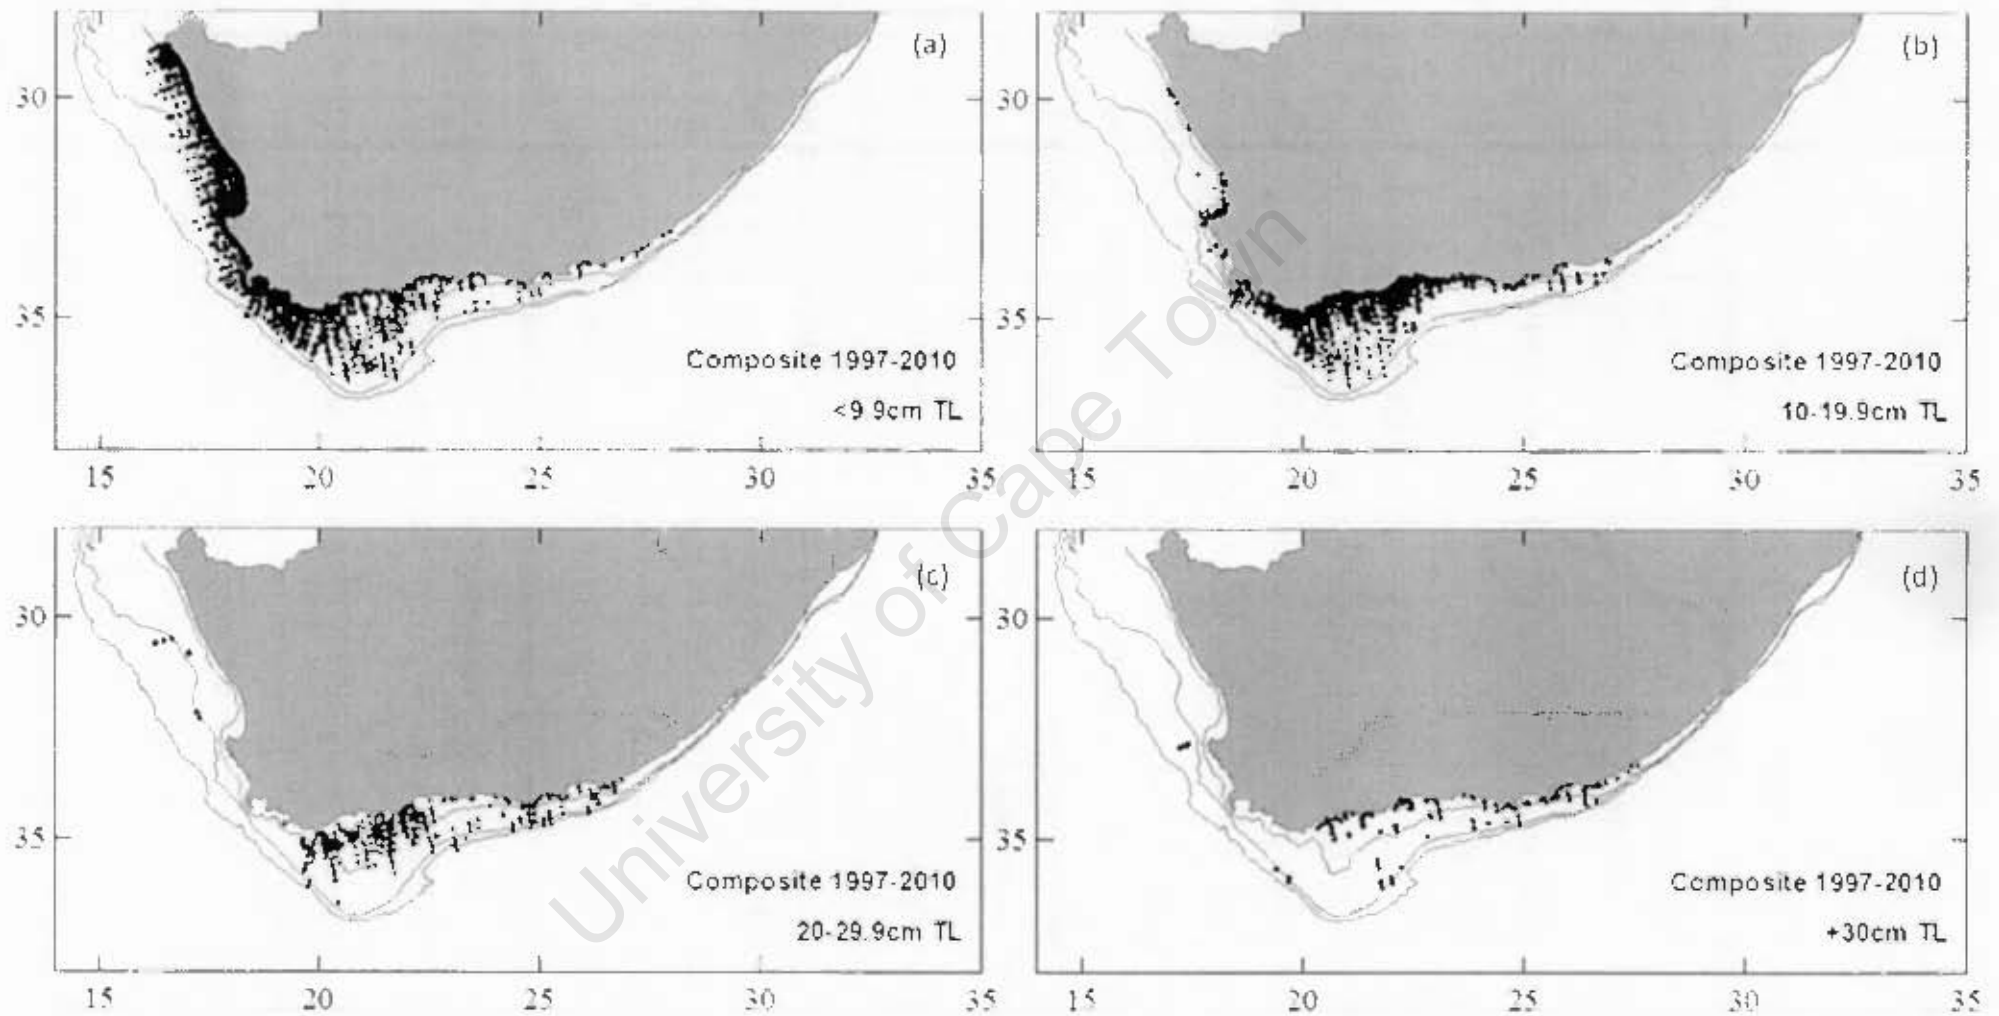 (a)
30
35
Composite 1997-2010
<9.9cm TL
15 20 25 30 35
(b)
30
35
Composite 1997-2010
10-19.9cm TL
15 20 25 30 35
(c)
30
35
Composite 1997-2010
20-29.9cm TL
15 20 25 30 35
(d)
30
35
Composite 1997-2010
+30cm TL
15 20 25 30 35
University of Cape Town